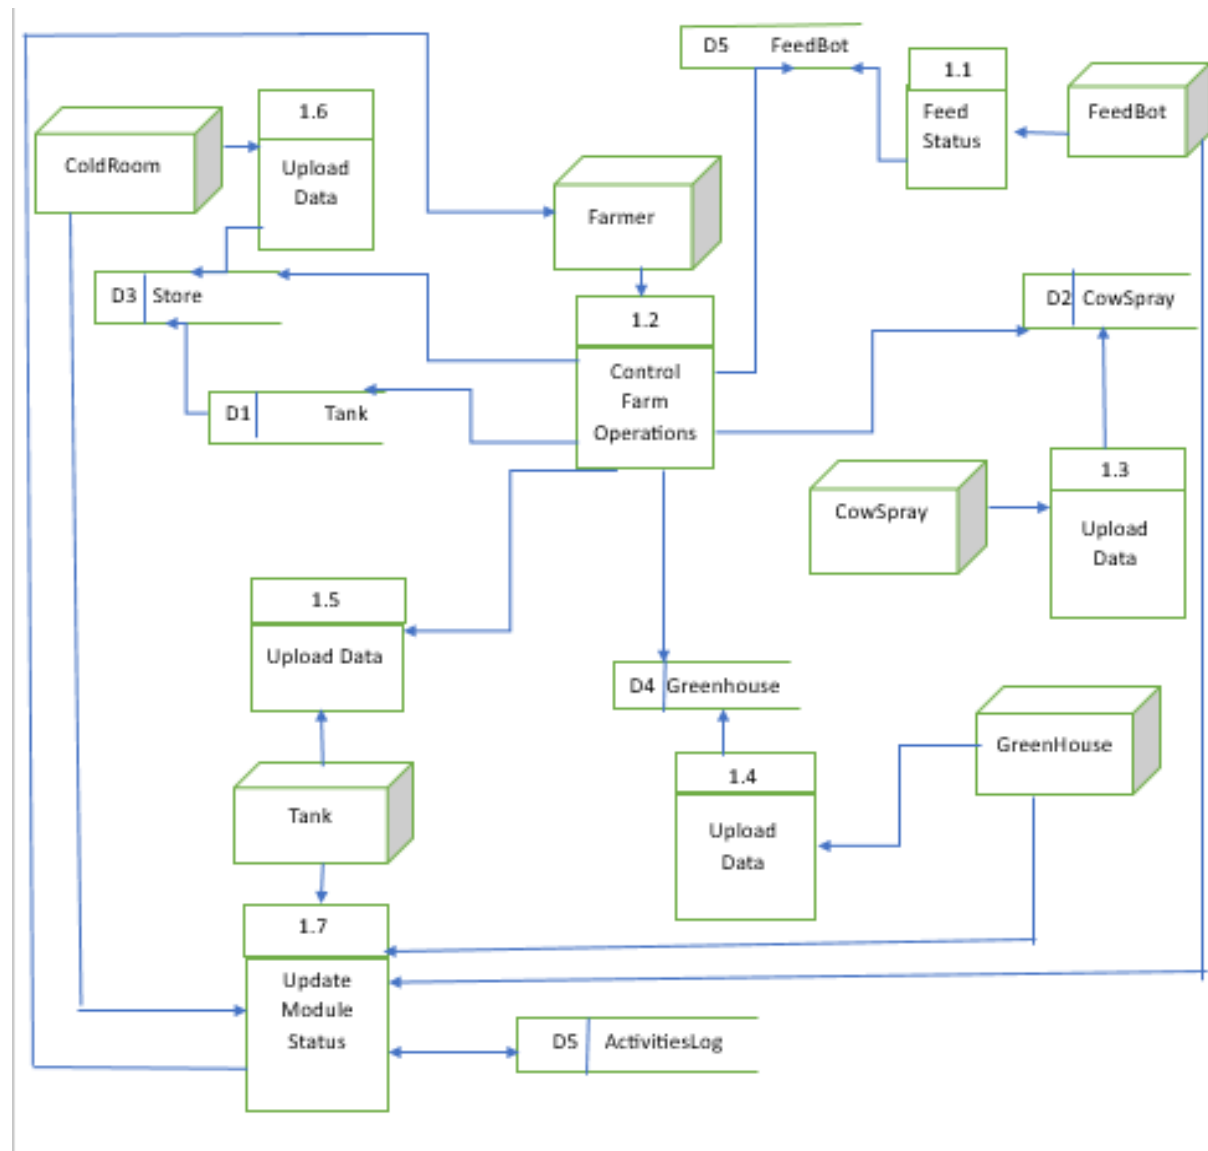 D5 FeedBot
1.1
Feed
Status
FeedBot
1.6
Upload
Data
ColdRoom
Farmer
D3 Store
1.2
Control
Farm
Operations
D2 CowSpray
D1 Tank
1.3
Upload
Data
CowSpray
1.5
Upload Data
D4 Greenhouse
GreenHouse
1.4
Upload
Data
Tank
1.7
Update
Module
Status
D5 ActivitiesLog